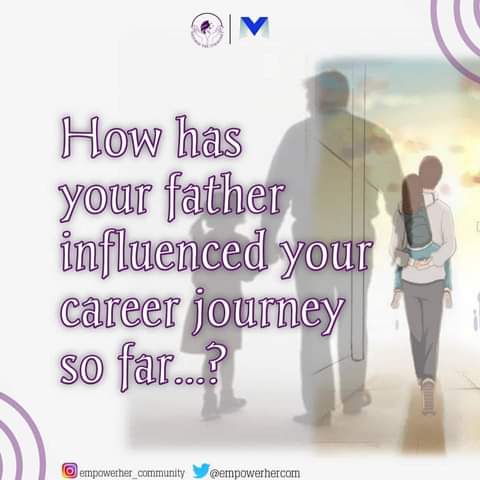 How has
your father
influenced your
career journey
so far...?
empowerher_community @empowerhercom